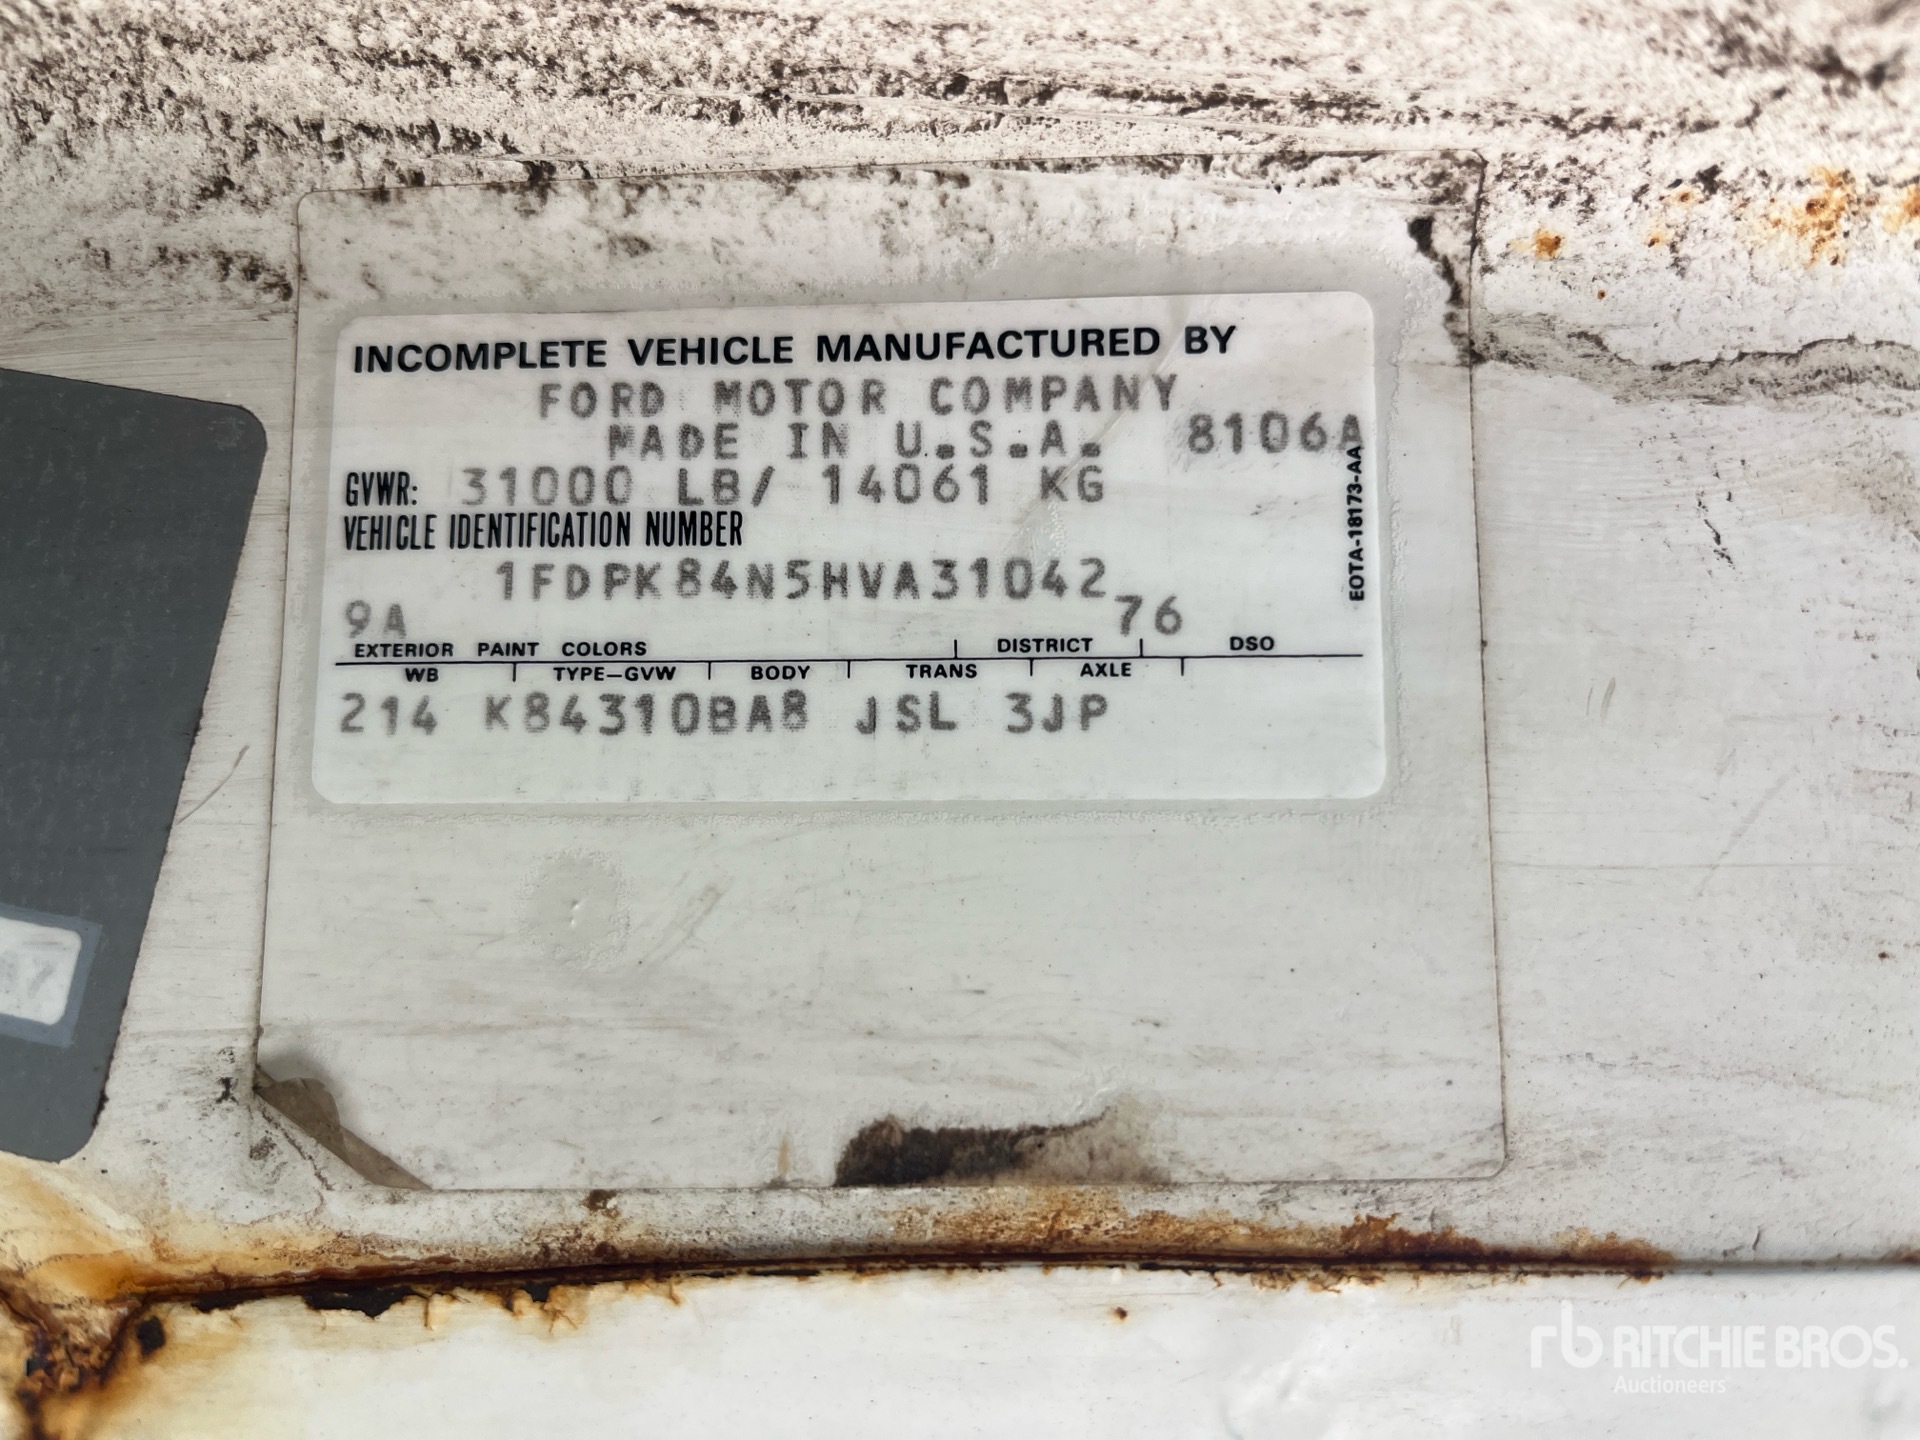 INCOMPLETE VEHICLE MANUFACTURED BY
FORD MOTOR COMPANY
MADE IN U.S.A. 8106A
GVWR: 31000 LB/ 14061 KG
VEHICLE IDENTIFICATION NUMBER
1FDPK84N5HVA31042
9A 76
EXTERIOR PAINT COLORS DISTRICT DSO
WB TYPE-GVW BODY TRANS AXLE
214 K84310BA8 JSL 3JP
EOTA-18173-AA
rb RITCHIE BROS.
Auctioneers